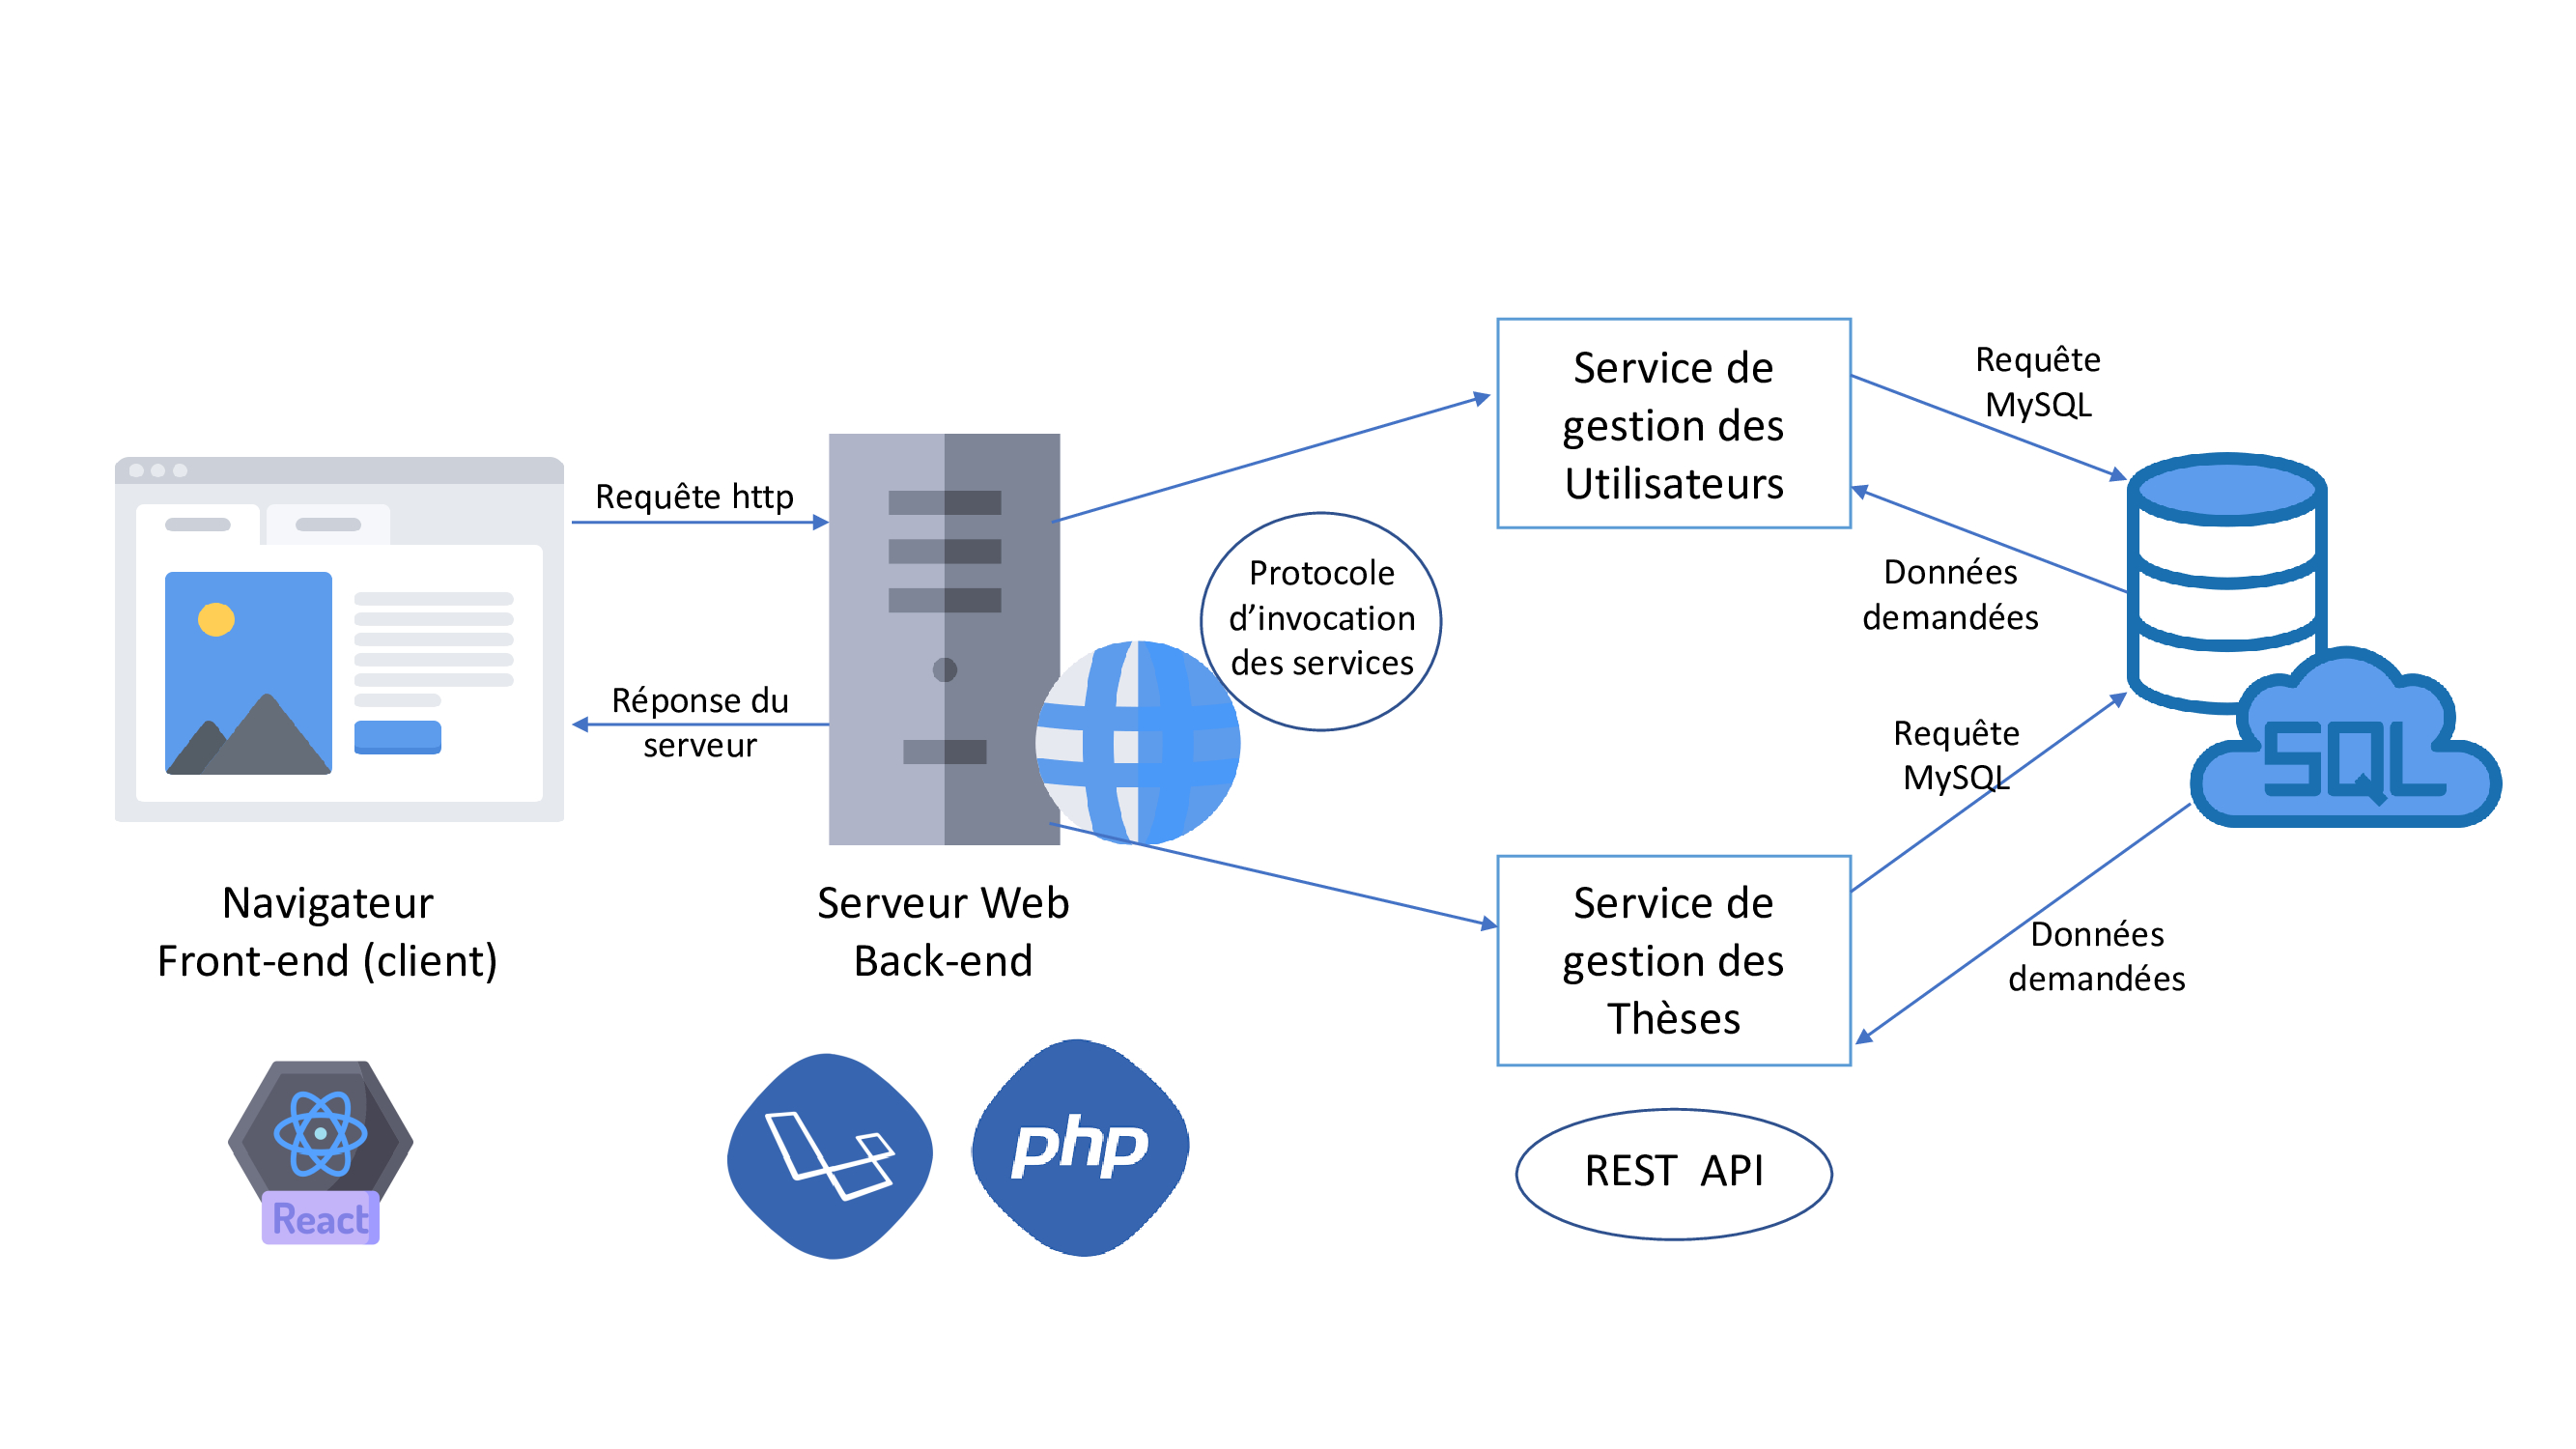 Requête http
Réponse du
serveur
Navigateur
Front-end (client)
React
Serveur Web
Back-end
php
Protocole
d’invocation
des services
Service de
gestion des
Utilisateurs
Requête
MySQL
Données
demandées
Requête
MySQL
SQL
Service de
gestion des
Thèses
Données
demandées
REST API